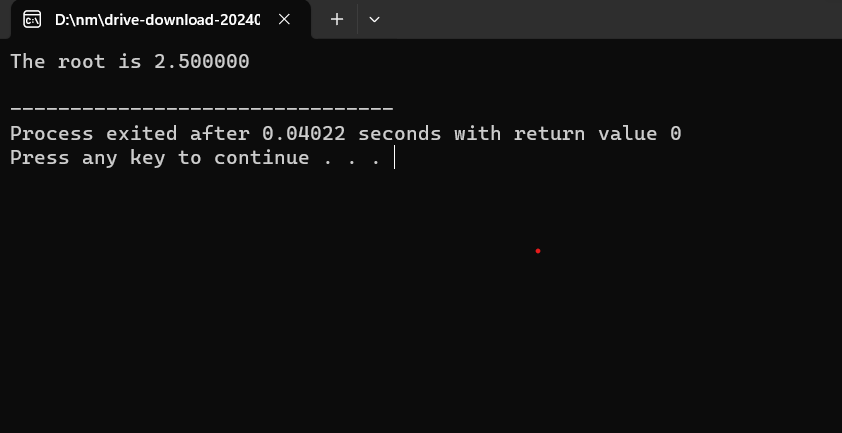 D:\nm\drive-download-20240
The root is 2.500000
--------------------------------
Process exited after 0.04022 seconds with return value 0
Press any key to continue . . .